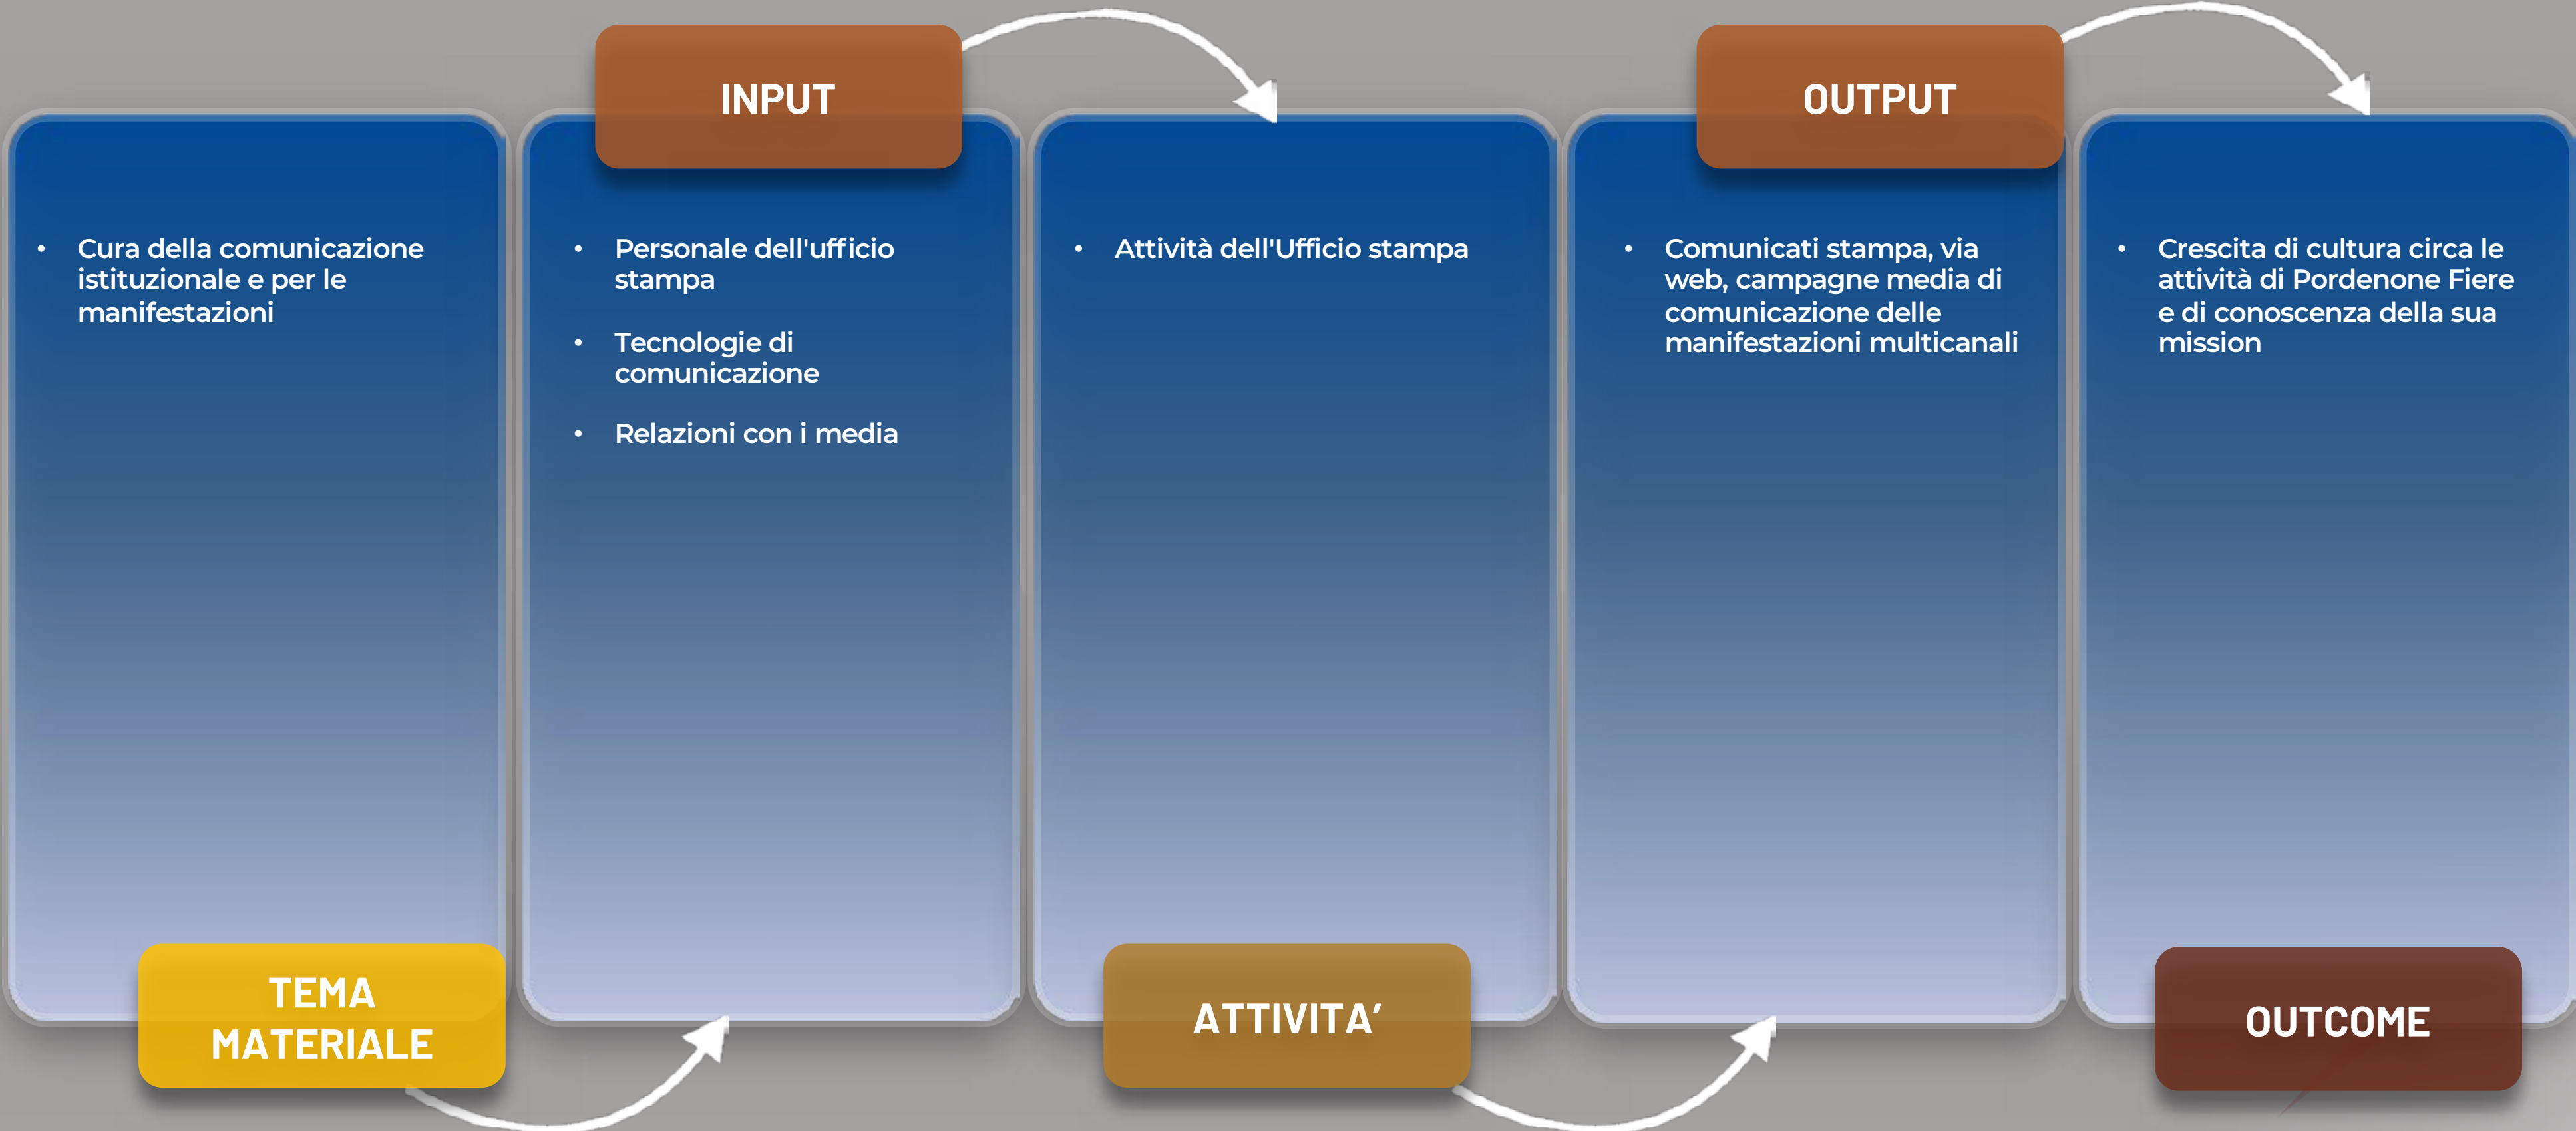 INPUT
OUTPUT
• Cura della comunicazione
istituzionale e per le
manifestazioni
• Personale dell'ufficio
stampa
• Tecnologie di
comunicazione
• Relazioni con i media
• Attività dell'Ufficio stampa
• Comunicati stampa, via
web, campagne media di
comunicazione delle
manifestazioni multicanali
• Crescita di cultura circa le
attività di Pordenone Fiere
e di conoscenza della sua
mission
TEMA
MATERIALE
ATTIVITA’
OUTCOME